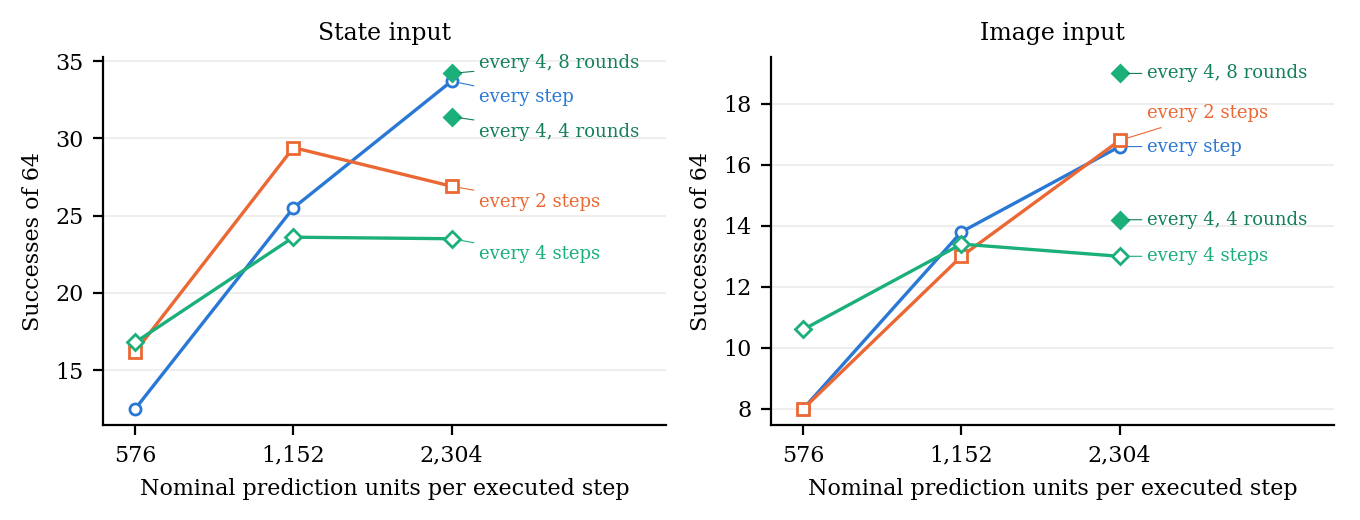 State input
Successes of 64
35
30
25
20
15
every 4, 8 rounds
every step
every 4, 4 rounds
every 2 steps
every 4 steps
576
1,152
2,304
Nominal prediction units per executed step
Image input
Successes of 64
18
16
14
12
10
8
every 4, 8 rounds
every 2 steps
every step
every 4, 4 rounds
every 4 steps
576
1,152
2,304
Nominal prediction units per executed step